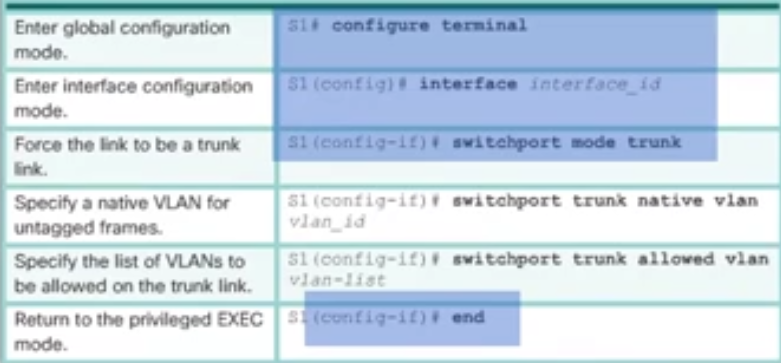 Enter global configuration
mode.
S1# configure terminal
Enter interface configuration
mode.
S1(config)# interface interface_id
Force the link to be a trunk
link.
S1(config-if)# switchport mode trunk
Specify a native VLAN for
untagged frames.
S1(config-if)# switchport trunk native vlan
vlan_id
Specify the list of VLANs to
be allowed on the trunk link.
S1(config-if)# switchport trunk allowed vlan
vlan-list
Return to the privileged EXEC
mode.
S1(config-if)# end